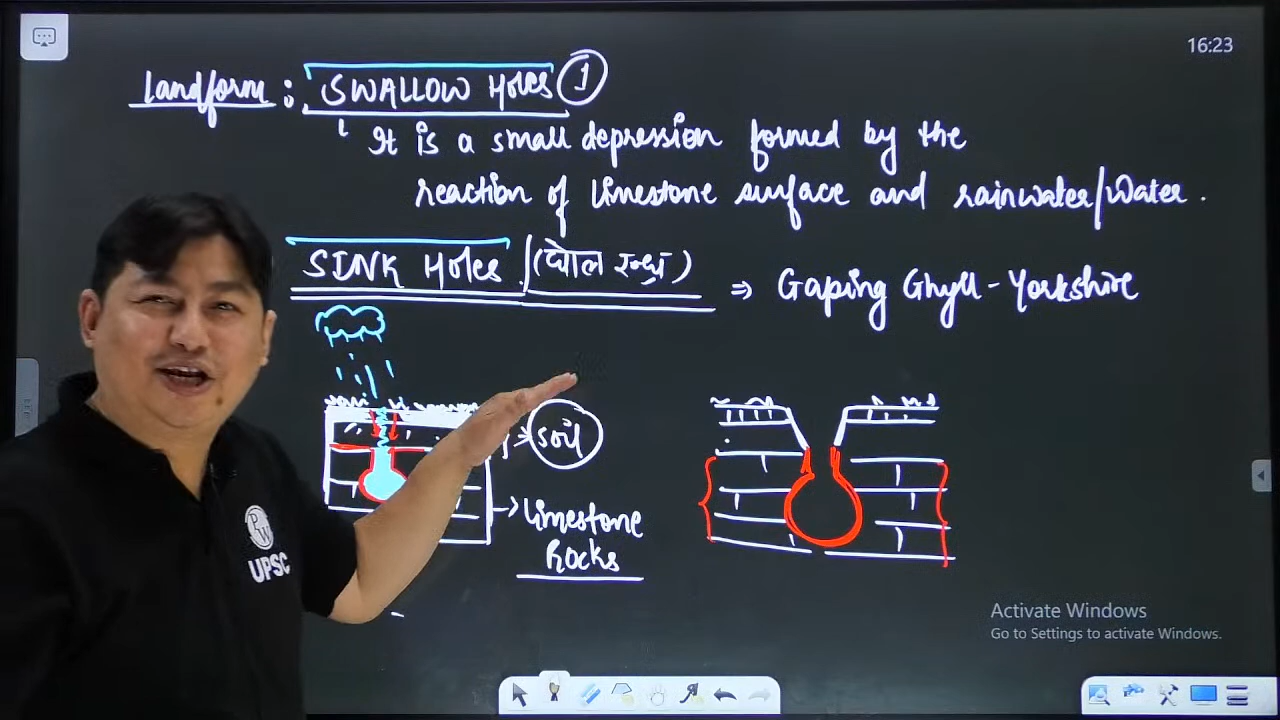 16:23
Landform : SWALLOW Holes 1
It is a small depression formed by the
reaction of limestone surface and rainwater/water.
SINK Holes / (घोल रन्ध्र) ⇒ Gaping Ghyll - Yorkshire
Soil
Limestone
Rocks
PW
UPSC
Activate Windows
Go to Settings to activate Windows.